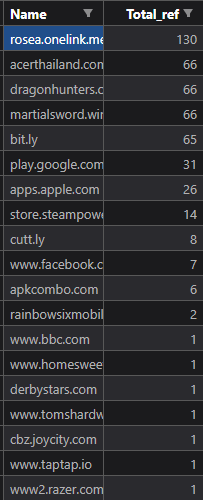 Name Total_ref
rosea.onelink.me 130
acerthailand.com 66
dragonhunters.c 66
martialsword.wir 66
bit.ly 65
play.google.com 31
apps.apple.com 26
store.steampowe 14
cutt.ly 8
www.facebook.c 7
apkcombo.com 6
rainbowsixmobil 2
www.bbc.com 1
www.homeswee 1
derbystars.com 1
www.tomshardw 1
cbz.joycity.com 1
www.taptap.io 1
www2.razer.com 1